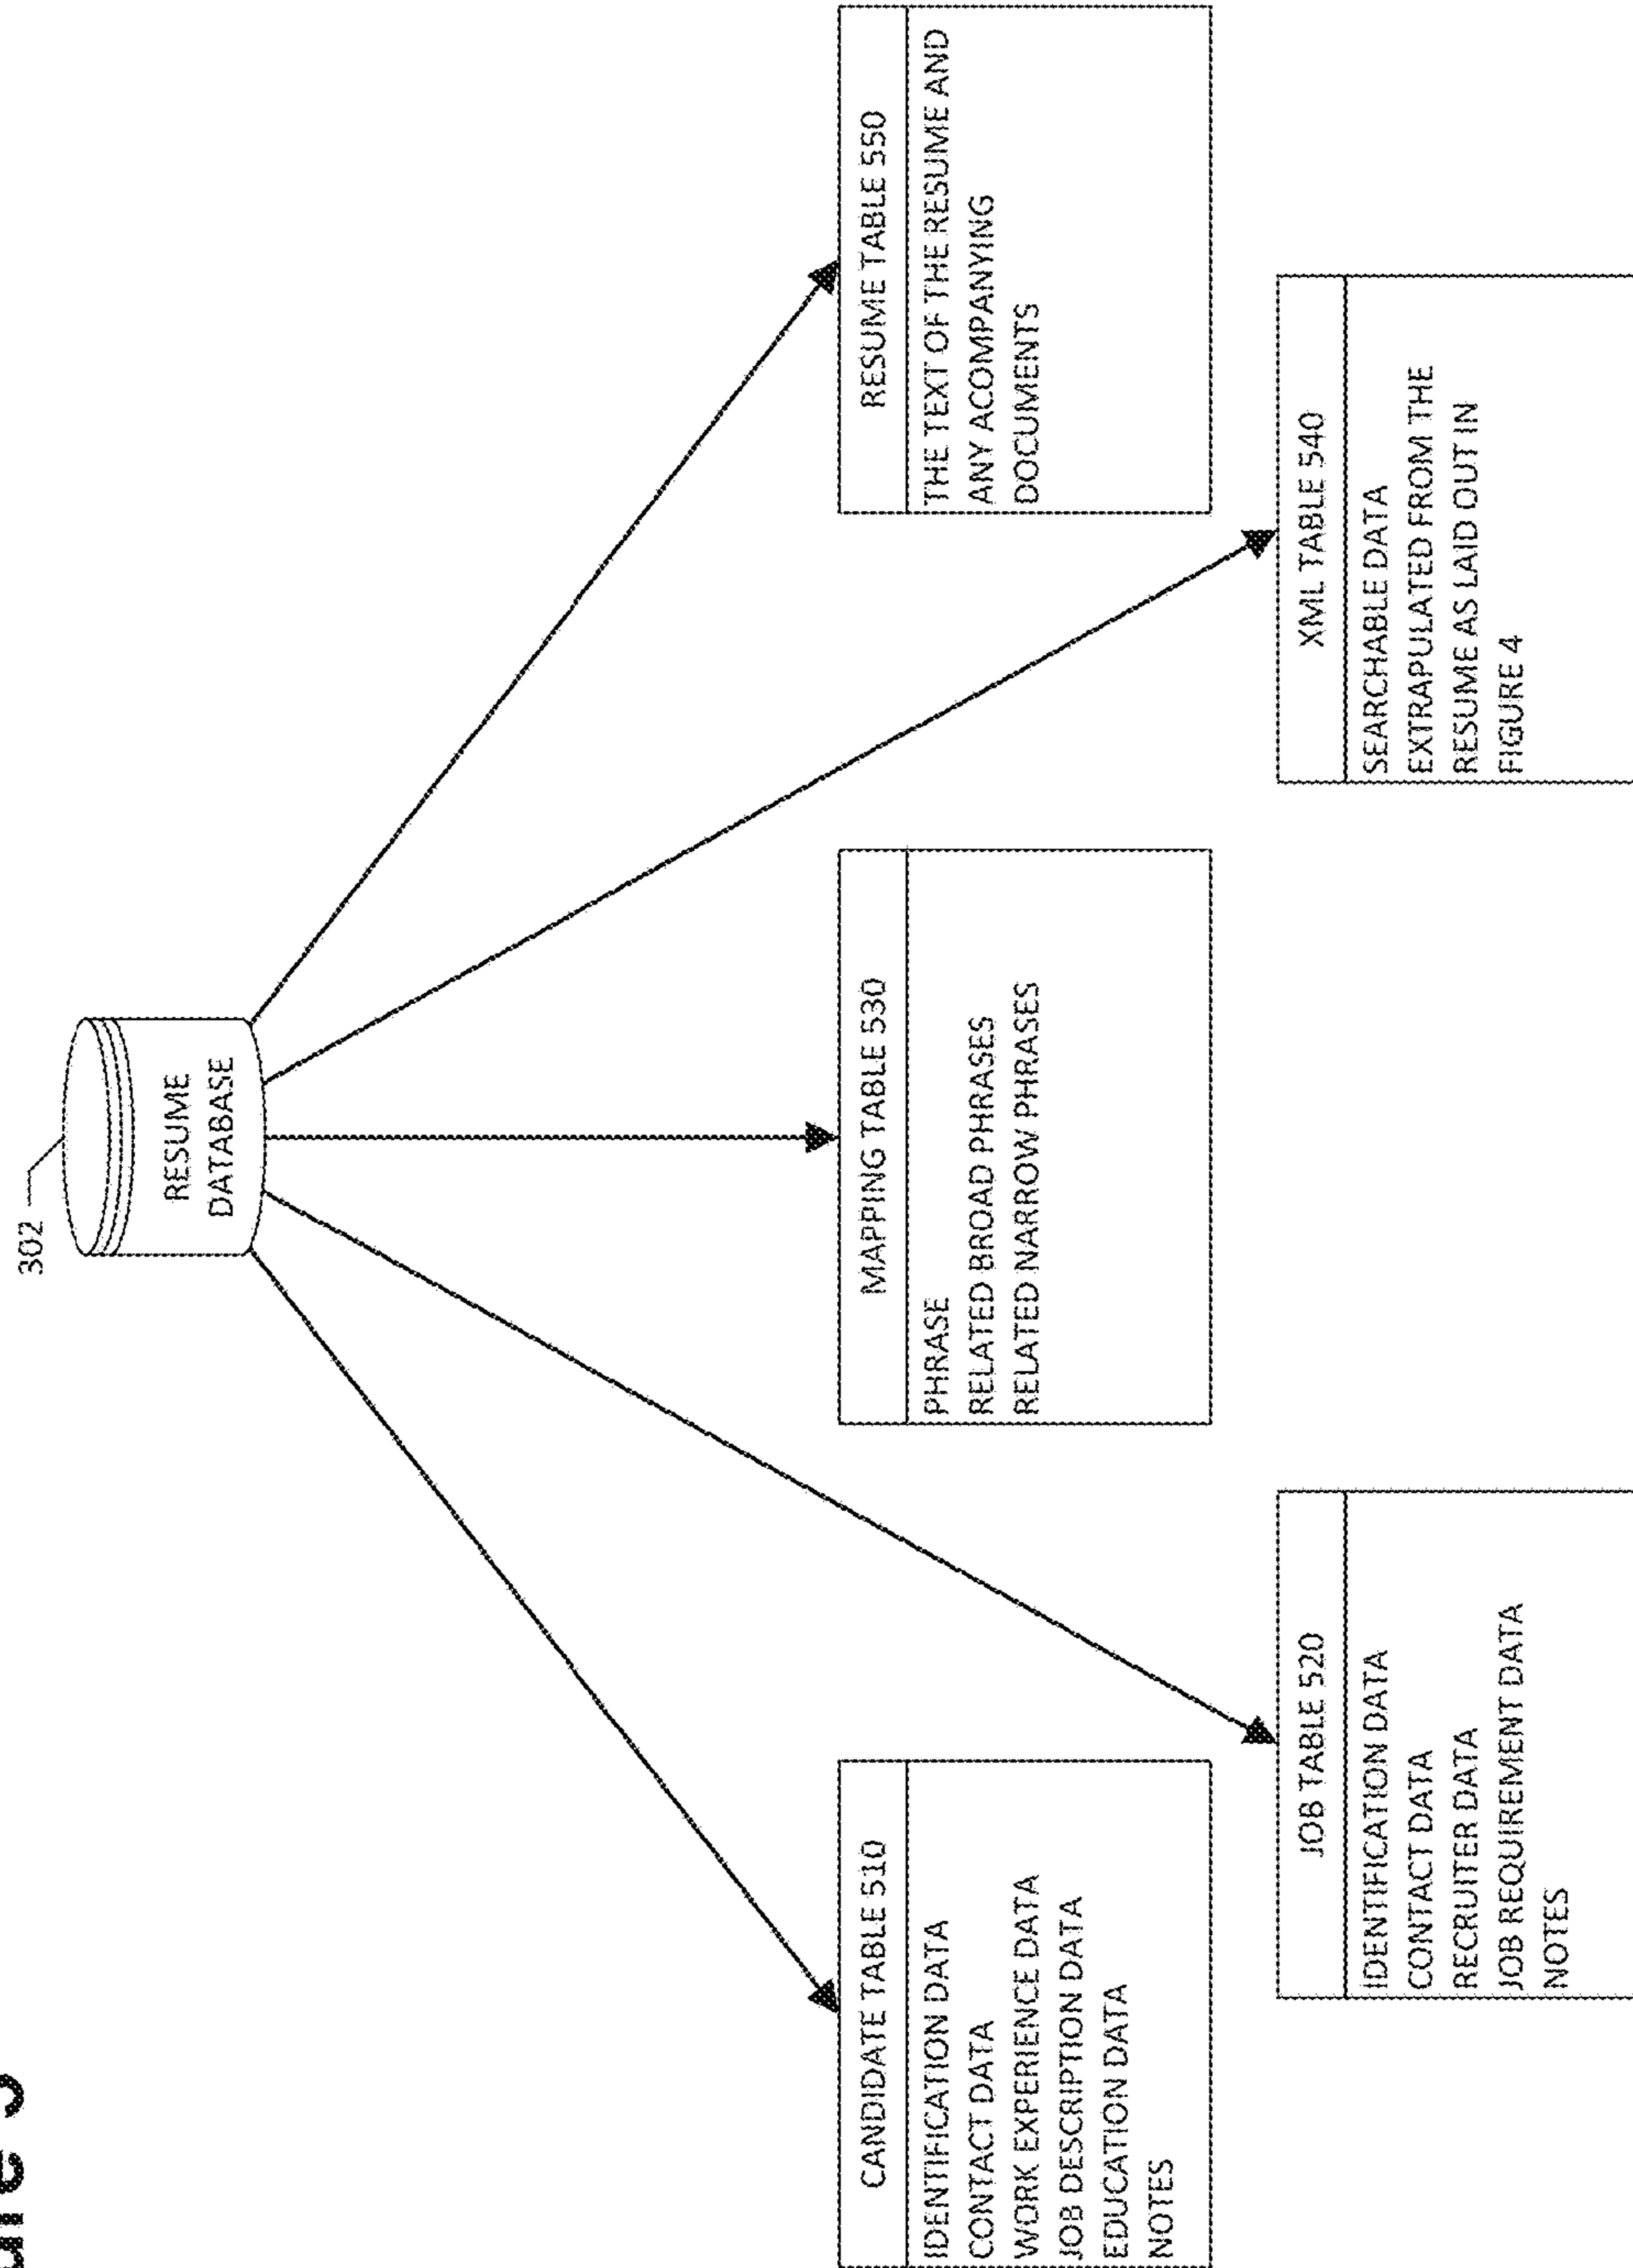 302
RESUME
DATABASE
CANDIDATE TABLE 510
IDENTIFICATION DATA
CONTACT DATA
WORK EXPERIENCE DATA
JOB DESCRIPTION DATA
EDUCATION DATA
NOTES
MAPPING TABLE 530
PHRASE
RELATED BROAD PHRASES
RELATED NARROW PHRASES
RESUME TABLE 550
THE TEXT OF THE RESUME AND
ANY ACOMPANYING
DOCUMENTS
JOB TABLE 520
IDENTIFICATION DATA
CONTACT DATA
RECRUITER DATA
JOB REQUIREMENT DATA
NOTES
XML TABLE 540
SEARCHABLE DATA
EXTRAPULATED FROM THE
RESUME AS LAID OUT IN
FIGURE 4